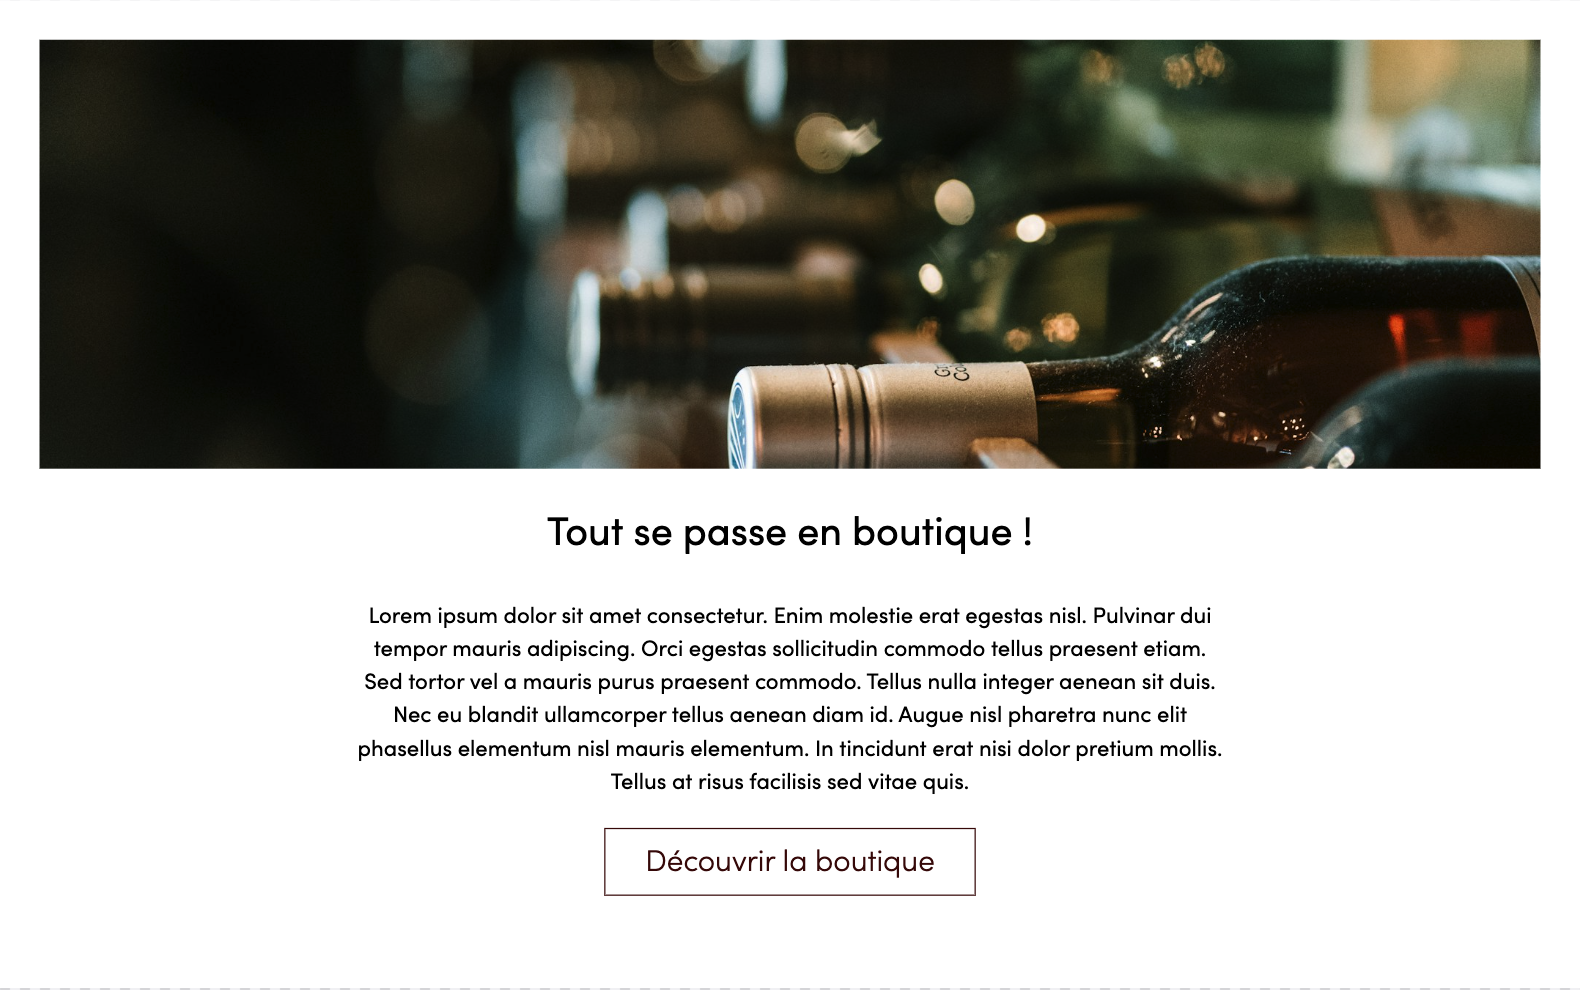 Tout se passe en boutique !
Lorem ipsum dolor sit amet consectetur. Enim molestie erat egestas nisl. Pulvinar dui
tempor mauris adipiscing. Orci egestas sollicitudin commodo tellus praesent etiam.
Sed tortor vel a mauris purus praesent commodo. Tellus nulla integer aenean sit duis.
Nec eu blandit ullamcorper tellus aenean diam id. Augue nisl pharetra nunc elit
phasellus elementum nisl mauris elementum. In tincidunt erat nisi dolor pretium mollis.
Tellus at risus facilisis sed vitae quis.
Découvrir la boutique